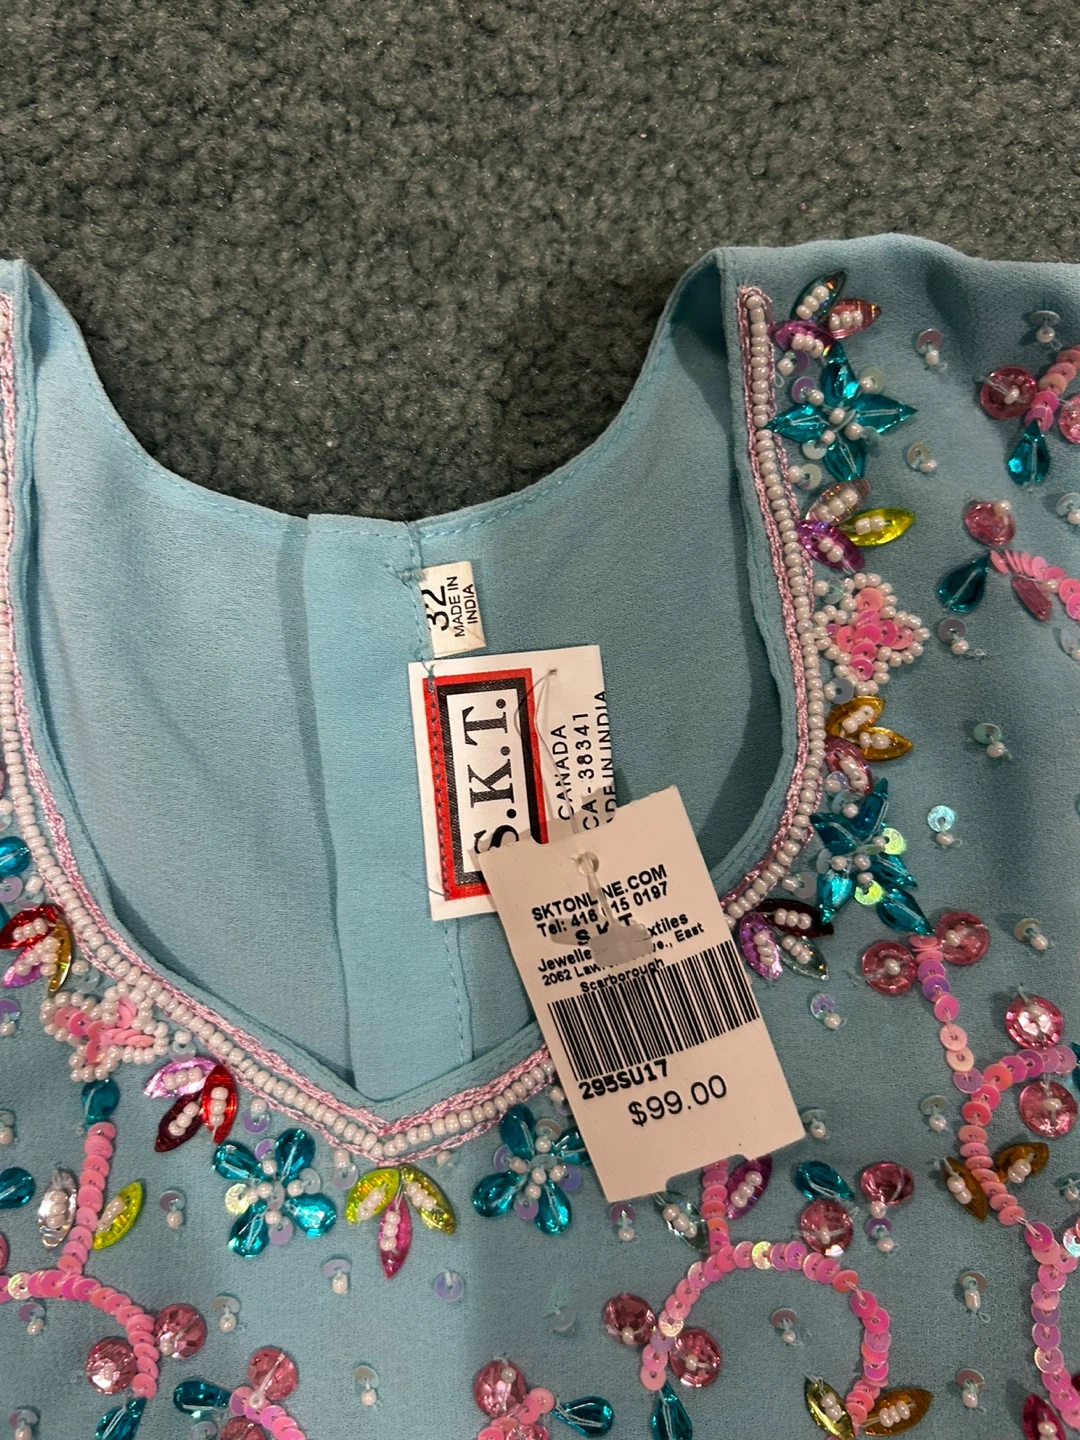 32
MADE IN
INDIA
S.K.T.
CANADA
CA-38341
DE IN INDIA
SKTONLINE.COM
Tel: 416 15 0197
S.K.T xtiles
Jewelle
2062 Law ve., East
Scarborough
295SU17
$99.00